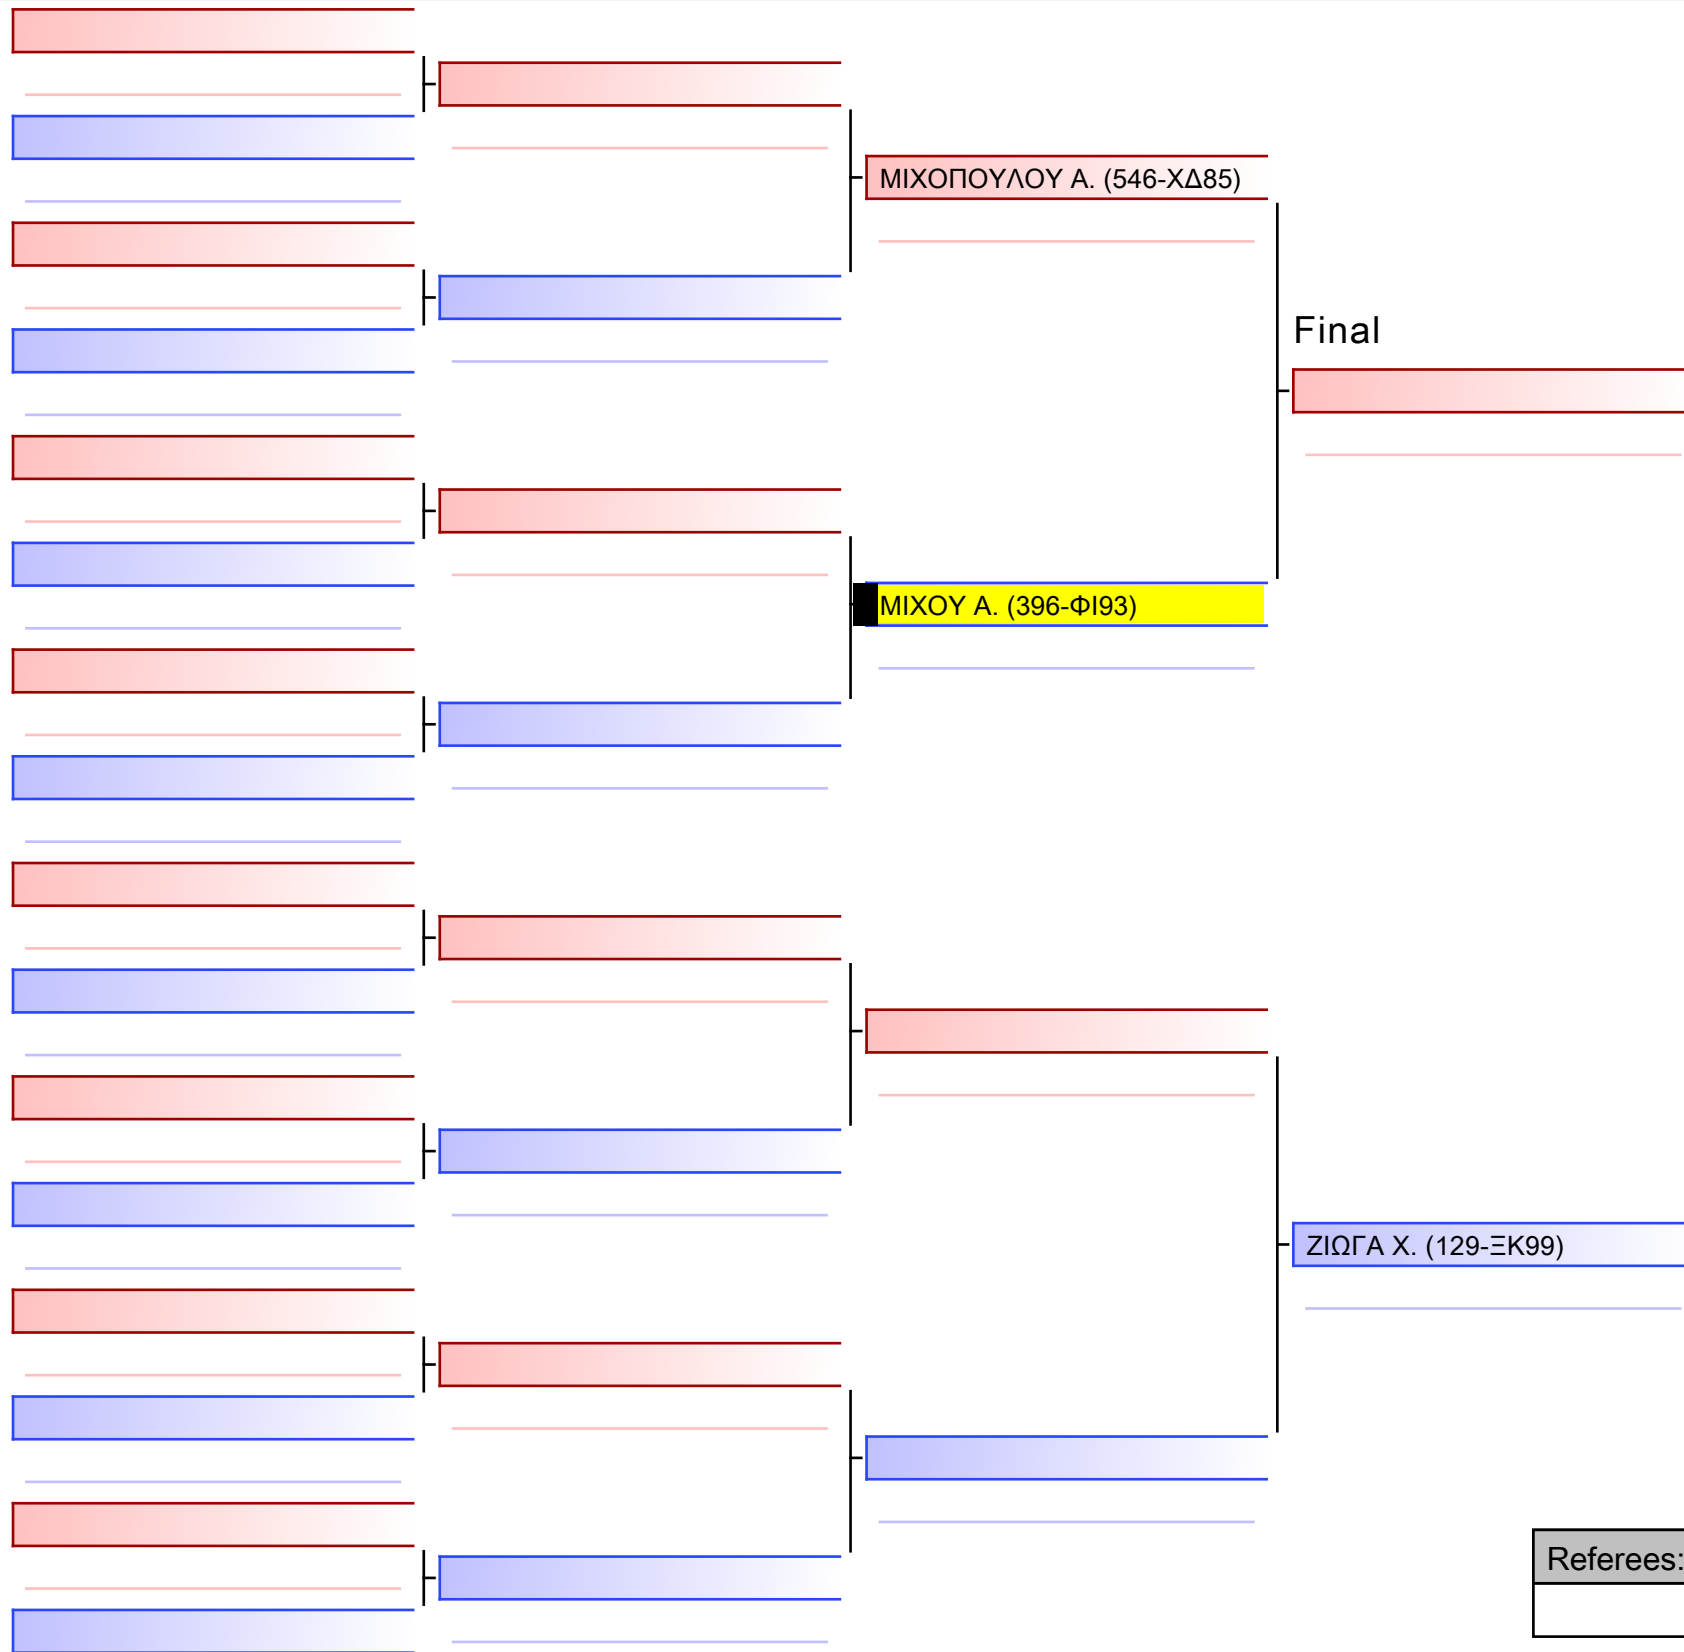 ΜΙΧΟΠΟΥΛΟΥ Α. (546-ΧΔ85)
Final
ΜΙΧΟΥ Α. (396-ΦΙ93)
ΖΙΩΓΑ Χ. (129-ΞΚ99)
Referees: